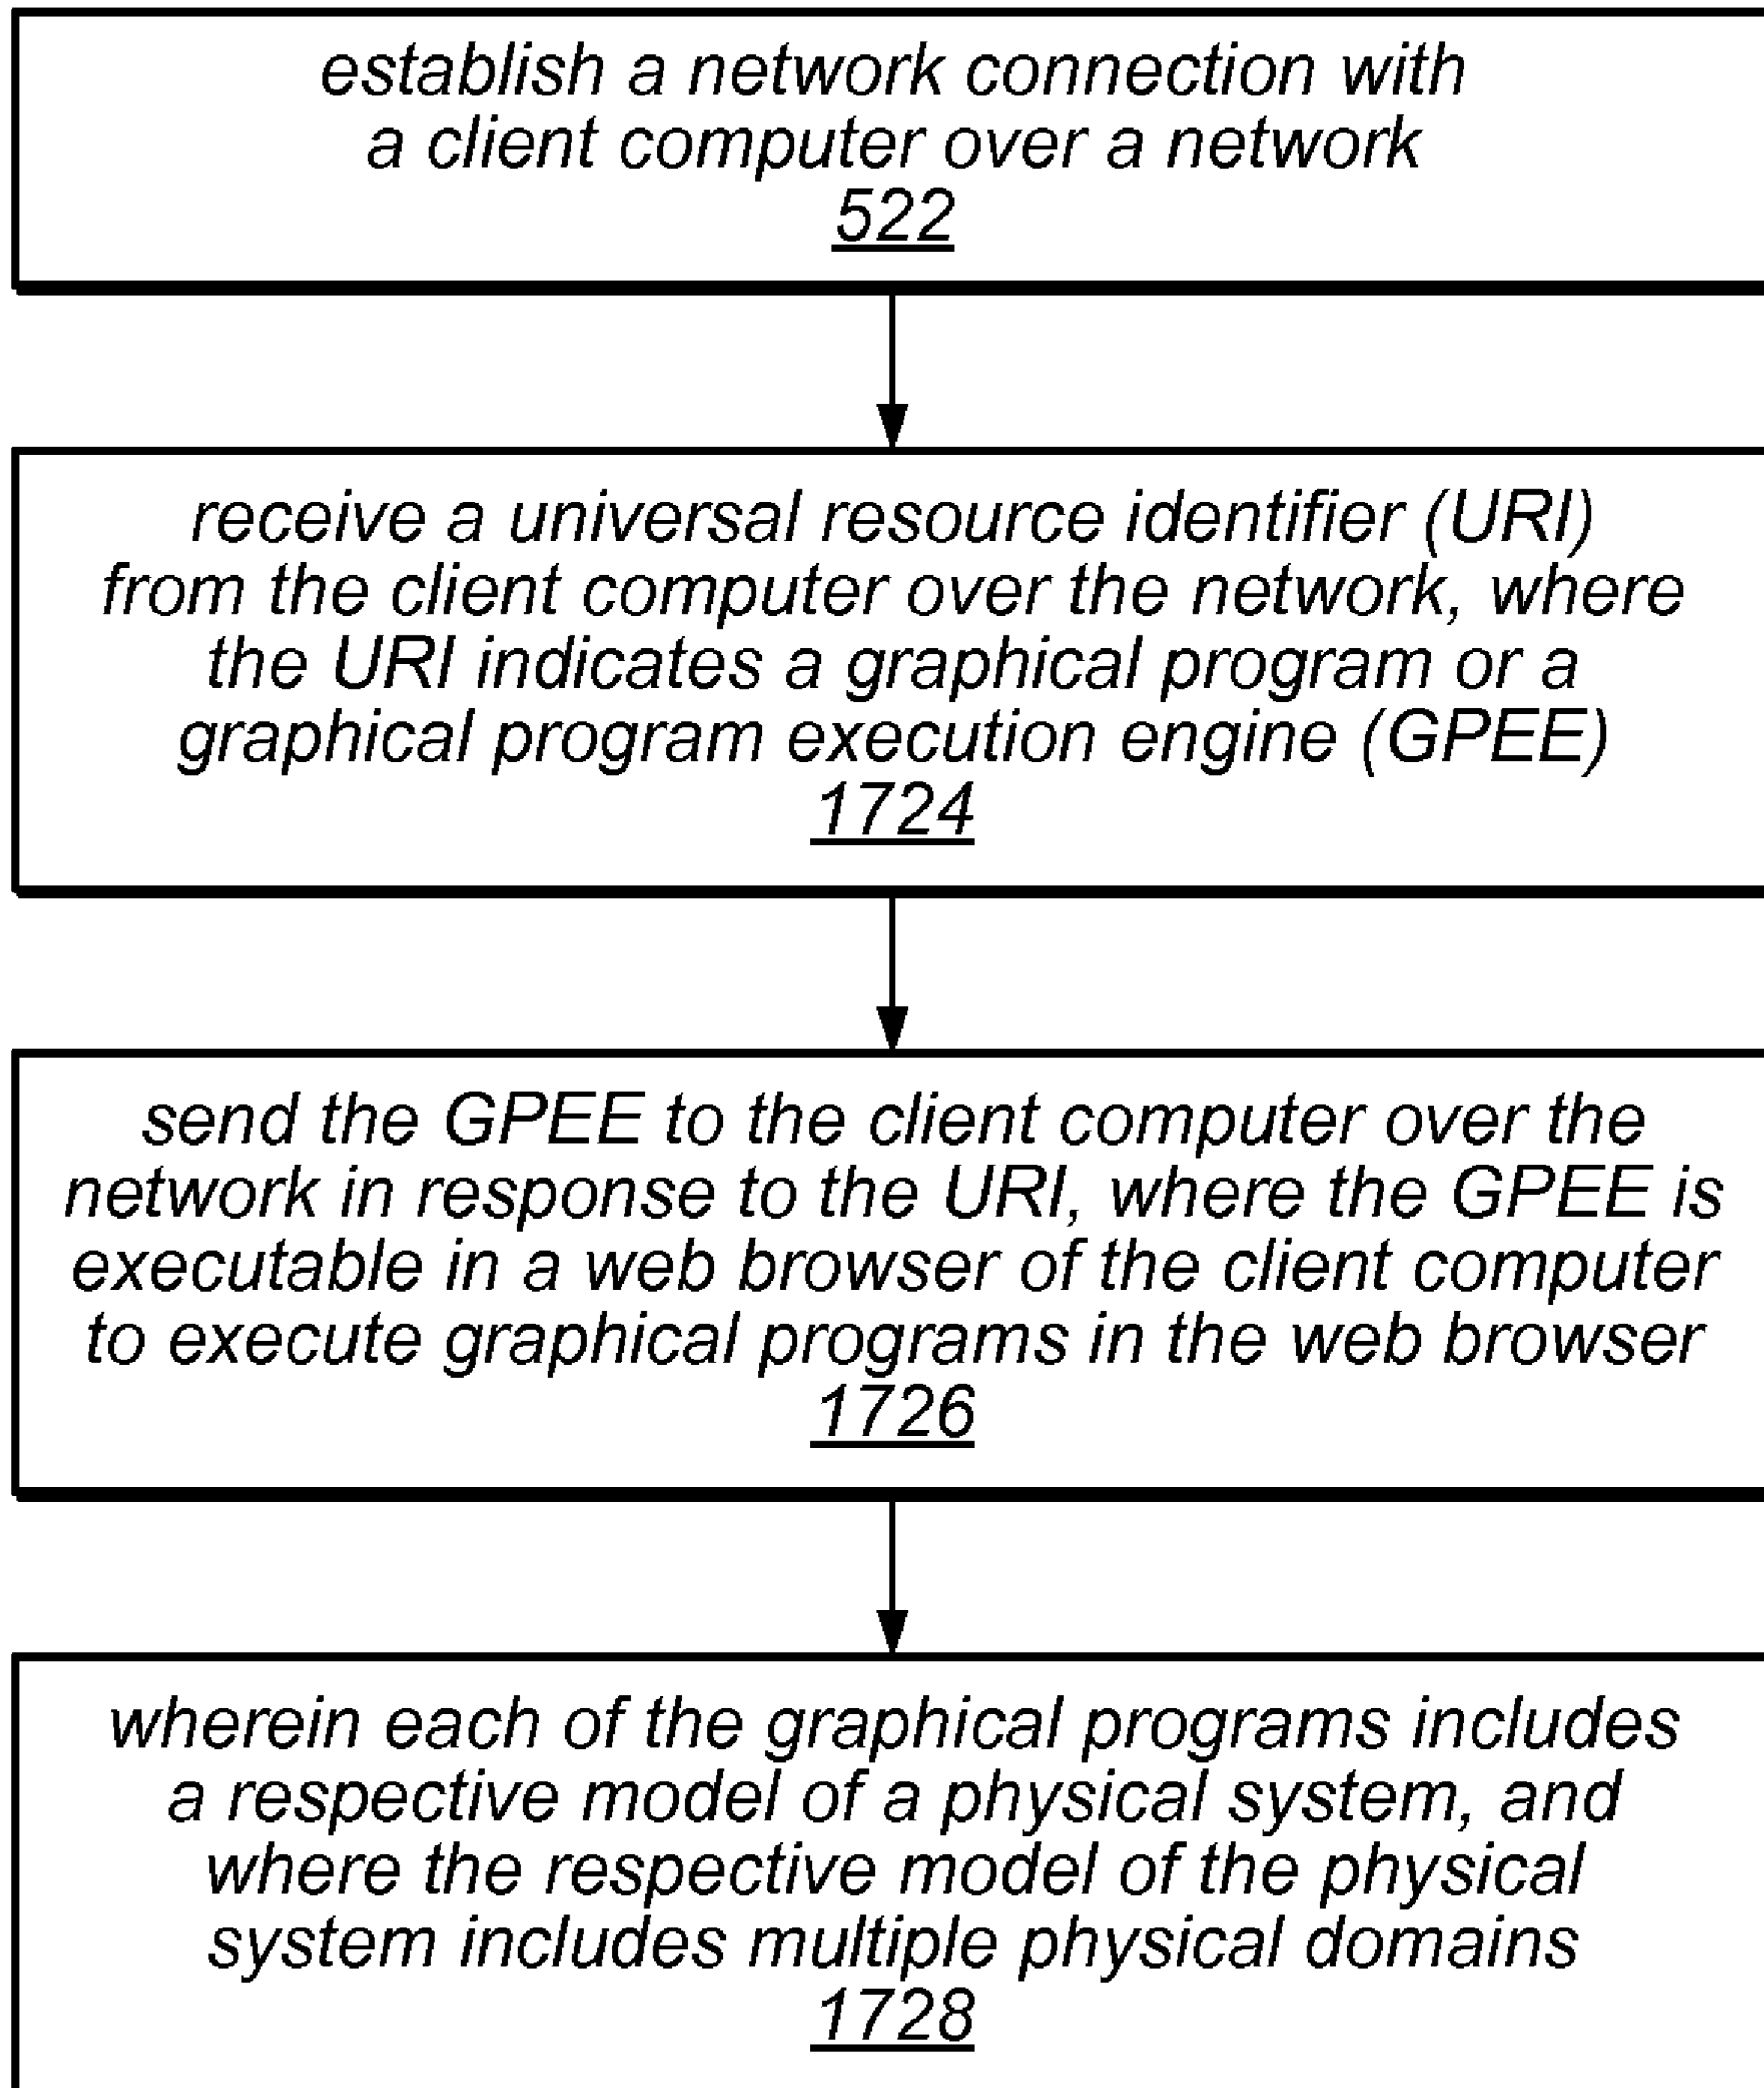 establish a network connection with
a client computer over a network
522
receive a universal resource identifier (URI)
from the client computer over the network, where
the URI indicates a graphical program or a
graphical program execution engine (GPEE)
1724
send the GPEE to the client computer over the
network in response to the URI, where the GPEE is
executable in a web browser of the client computer
to execute graphical programs in the web browser
1726
wherein each of the graphical programs includes
a respective model of a physical system, and
where the respective model of the physical
system includes multiple physical domains
1728